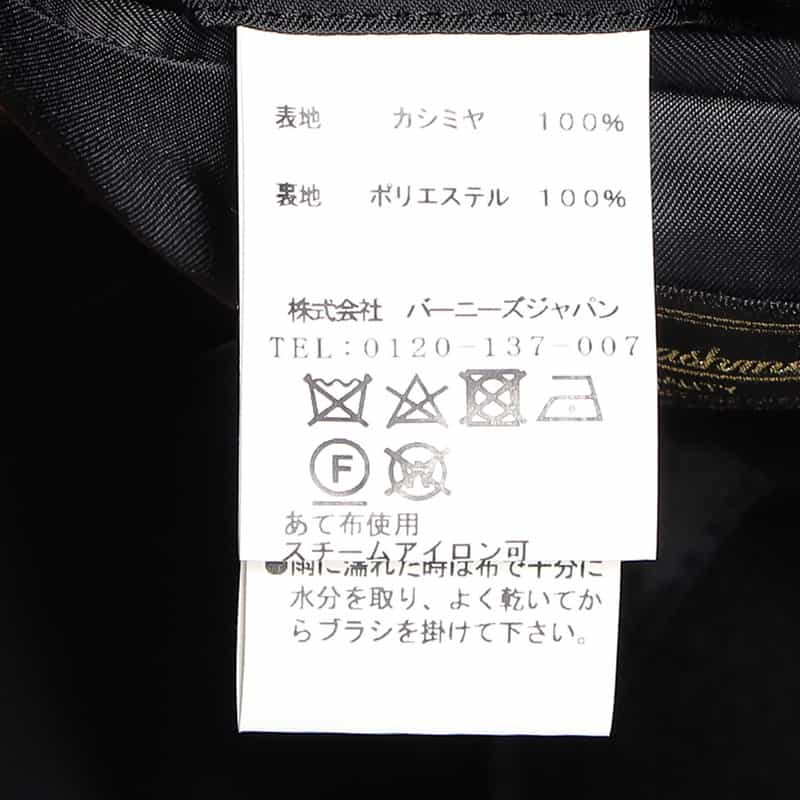 表地 カシミヤ 100%
裏地 ポリエステル 100%
株式会社 バーニーズジャパン
TEL:0120-137-007
F
W
あて布使用
スチームアイロン可
●雨に濡れた時は布で十分に
水分を取り、よく乾いてか
らブラシを掛けて下さい。